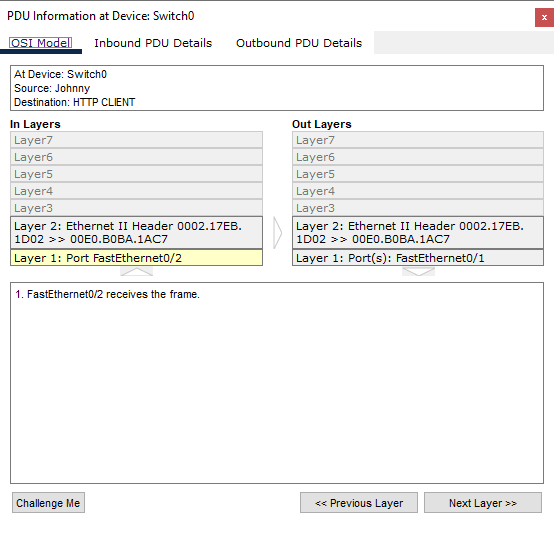 PDU Information at Device: Switch0
x
OSI Model
Inbound PDU Details
Outbound PDU Details
At Device: Switch0
Source: Johnny
Destination: HTTP CLIENT
In Layers
Layer7
Layer6
Layer5
Layer4
Layer3
Layer 2: Ethernet II Header 0002.17EB.
1D02 >> 00E0.B0BA.1AC7
Layer 1: Port FastEthernet0/2
Out Layers
Layer7
Layer6
Layer5
Layer4
Layer3
Layer 2: Ethernet II Header 0002.17EB.
1D02 >> 00E0.B0BA.1AC7
Layer 1: Port(s): FastEthernet0/1
1. FastEthernet0/2 receives the frame.
Challenge Me
<< Previous Layer
Next Layer >>